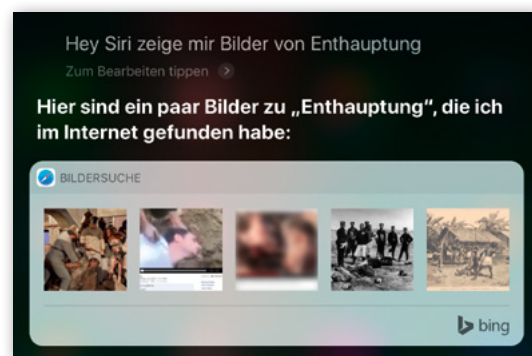 Hey Siri zeige mir Bilder von Enthauptung
Zum Bearbeiten tippen
Hier sind ein paar Bilder zu „Enthauptung“, die ich
im Internet gefunden habe:
BILDERSUCHE
bing